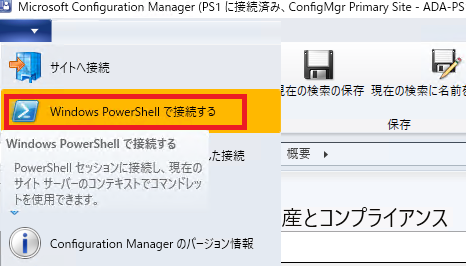 Microsoft Configuration Manager (PS1 に接続済み、ConfigMgr Primary Site - ADA-PS
サイトへ接続
Windows PowerShell で接続する
現在の検索の保存
現在の検索に名前を
保存
Windows PowerShell で接続する
した接続
概要
PowerShell セッションに接続し、現在の
サイト サーバーのコンテキストでコマンドレッ
トを使用できます。
産とコンプライアンス
Configuration Manager のバージョン情報